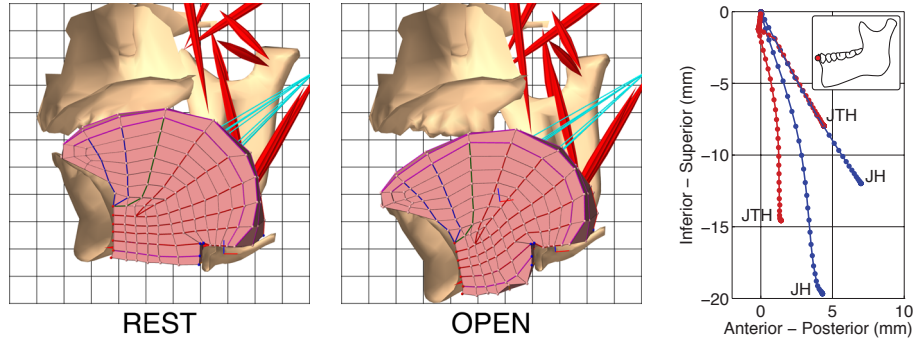 REST
OPEN
Inferior – Superior (mm)
0
−5
−10
−15
−20
JTH
JH
JTH
JH
0
5
10
Anterior – Posterior (mm)